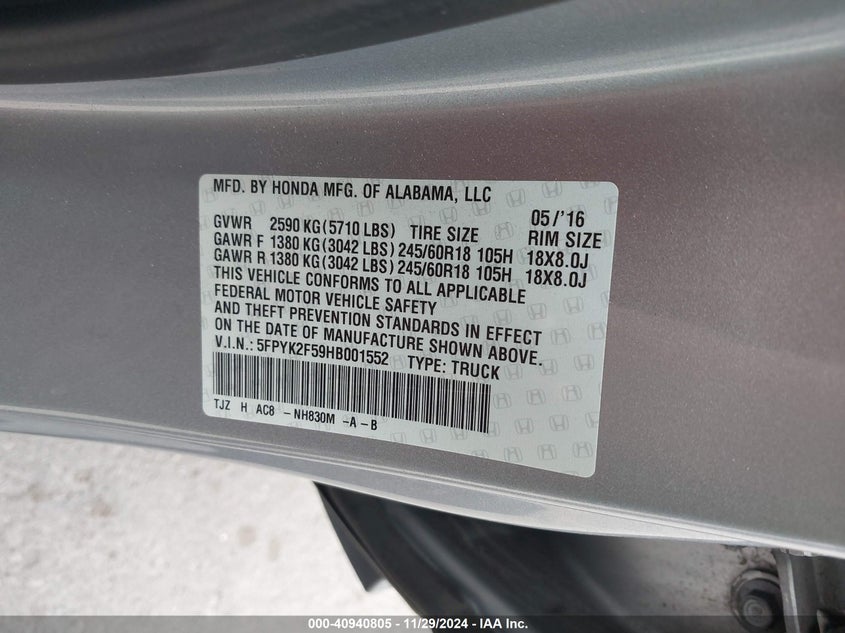 MFD. BY HONDA MFG. OF ALABAMA, LLC 05/'16
GVWR 2590 KG(5710 LBS) TIRE SIZE RIM SIZE
GAWR F 1380 KG(3042 LBS) 245/60R18 105H 18X8.0J
GAWR R 1380 KG(3042 LBS) 245/60R18 105H 18X8.0J
THIS VEHICLE CONFORMS TO ALL APPLICABLE
FEDERAL MOTOR VEHICLE SAFETY
AND THEFT PREVENTION STANDARDS IN EFFECT
ON THE DATE OF MANUFACTURE SHOWN ABOVE.
V.I.N.: 5FPYK2F59HB001552 TYPE: TRUCK
TJZ H AC8 -NH830M -A-B
000-40940805 - 11/29/2024 - IAAI.COM